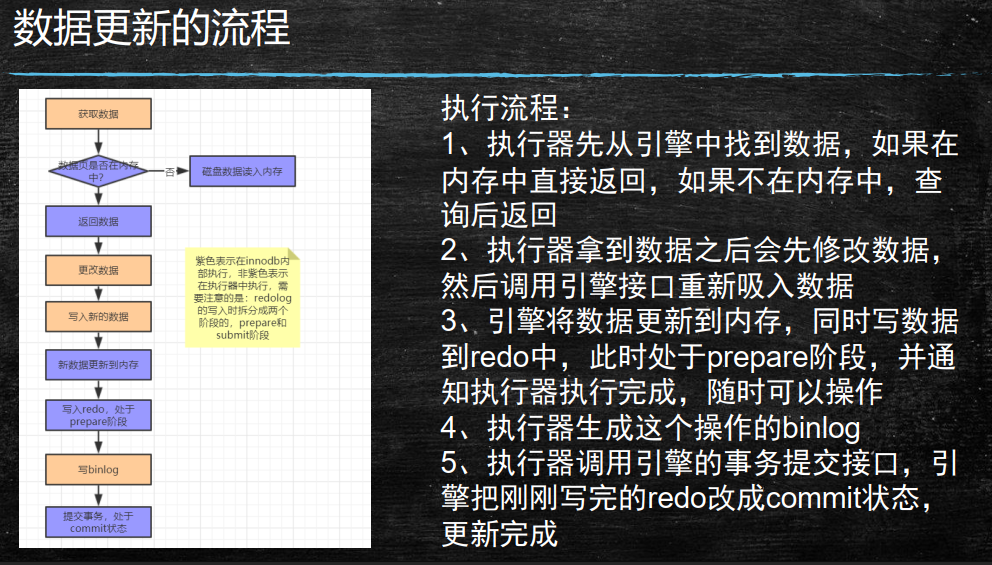 数据更新的流程
获取数据
数据页是否在内存
中?
否
磁盘数据读入内存
返回数据
更改数据
写入新的数据
新数据更新到内存
写入redo，处于
prepare阶段
写binlog
提交事务，处于
commit状态
紫色表示在innodb内
部执行，非紫色表示
在执行器中执行，需
要注意的是：redolog
的写入时拆分成两个
阶段的，prepare和
submit阶段
执行流程：
1、执行器先从引擎中找到数据，如果在
内存中直接返回，如果不在内存中，查
询后返回
2、执行器拿到数据之后会先修改数据，
然后调用引擎接口重新吸入数据
3、引擎将数据更新到内存，同时写数据
到redo中，此时处于prepare阶段，并通
知执行器执行完成，随时可以操作
4、执行器生成这个操作的binlog
5、执行器调用引擎的事务提交接口，引
擎把刚刚写完的redo改成commit状态，
更新完成